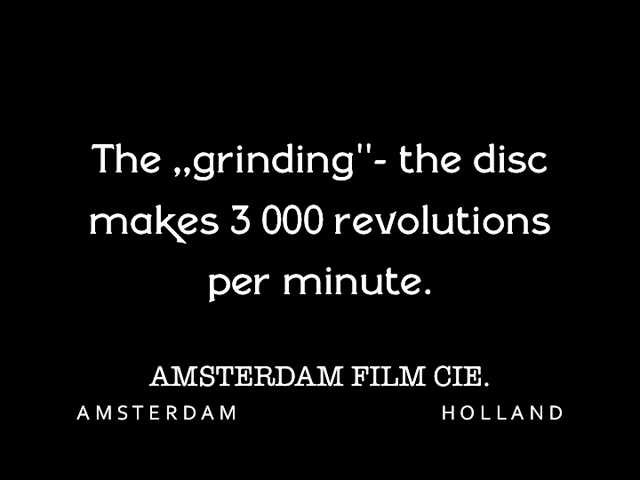 The „grinding"- the disc
makes 3 000 revolutions
per minute.
AMSTERDAM FILM CIE.
AMSTERDAM HOLLAND